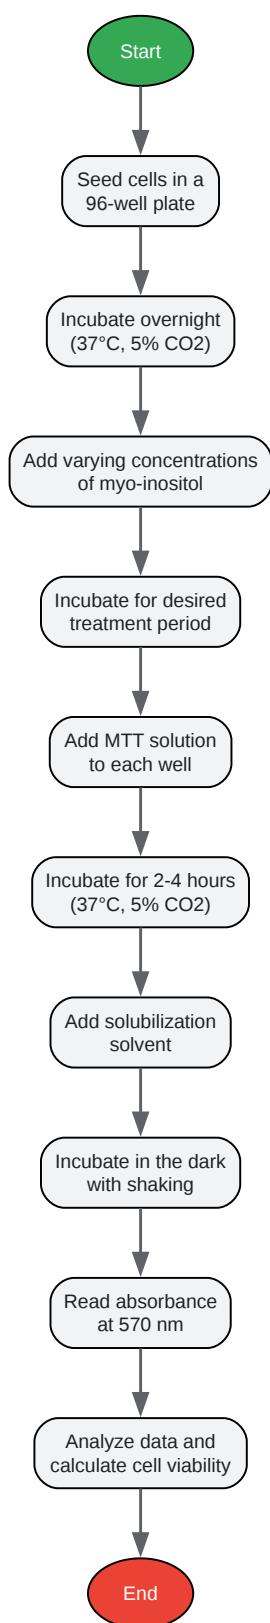 Start
Seed cells in a
96-well plate
Incubate overnight
(37°C, 5% CO2)
Add varying concentrations
of myo-inositol
Incubate for desired
treatment period
Add MTT solution
to each well
Incubate for 2-4 hours
(37°C, 5% CO2)
Add solubilization
solvent
Incubate in the dark
with shaking
Read absorbance
at 570 nm
Analyze data and
calculate cell viability
End